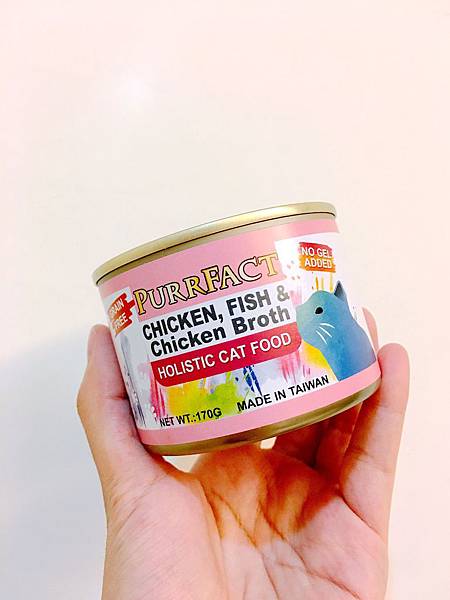 GRAIN
FREE
PURRFACT
NO GEL
ADDED
CHICKEN, FISH &
Chicken Broth
HOLISTIC CAT FOOD
NET WT.:170G
MADE IN TAIWAN